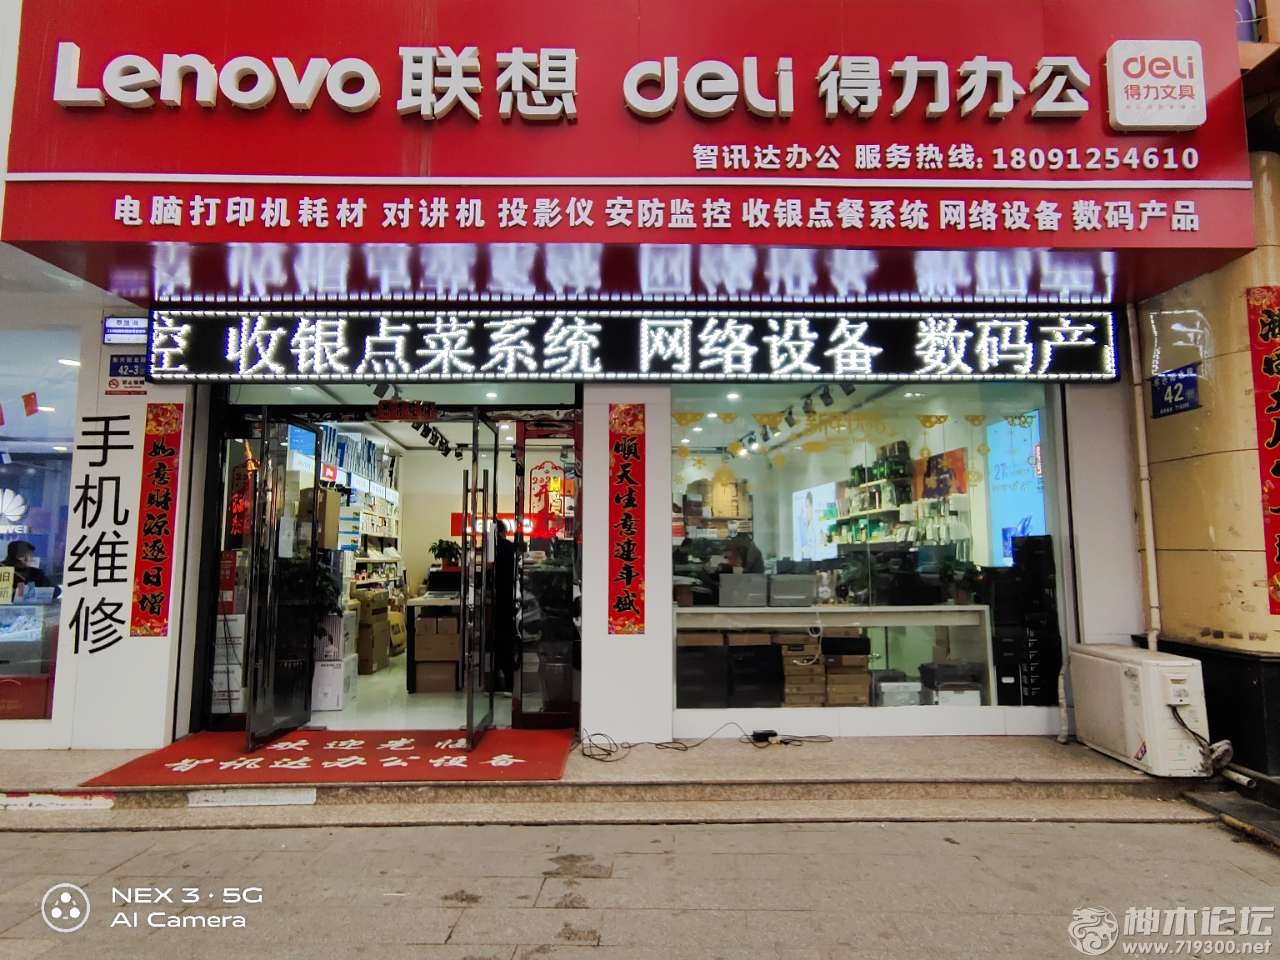 Lenovo 联想 deli 得力办公
deli
得力文具
智讯达办公 服务热线: 18091254610
电脑打印机耗材 对讲机 投影仪 安防监控 收银点餐系统 网络设备 数码产品
控 收银点菜系统 网络设备 数码产
42-3
42
手机维修
如意财源逐日增
顺天生意连年盛
Lenovo
欢迎光临
智讯达办公设备
NEX 3·5G
AI Camera
神木论坛
www.719300.net